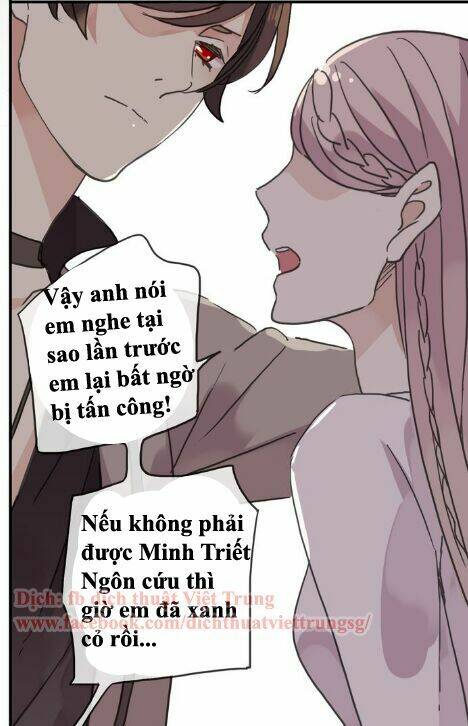 Vậy anh nói
em nghe tại
sao lần trước
em lại bất ngờ
bị tấn công!
Nếu không phải
được Minh Triết
Ngôn cứu thì
giờ em đã xanh
cỏ rồi...
Dịch: fb dịch thuật Việt Trung
www.facebook.com/dichthuatviettrungsg/